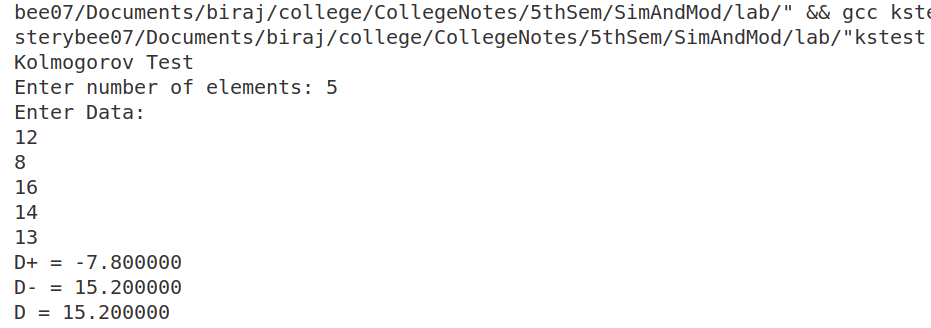 bee07/Documents/biraj/college/CollegeNotes/5thSem/SimAndMod/lab/" && gcc kste
sterybee07/Documents/biraj/college/CollegeNotes/5thSem/SimAndMod/lab/"kstest
Kolmogorov Test
Enter number of elements: 5
Enter Data:
12
8
16
14
13
D+ = -7.800000
D- = 15.200000
D = 15.200000